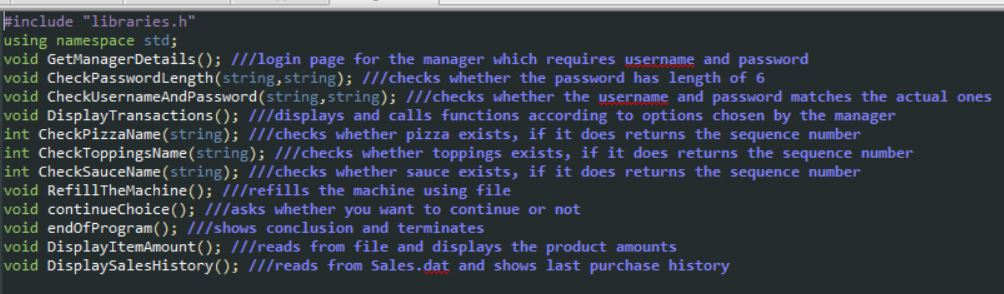 #include "libraries.h"
using namespace std;
void GetManagerDetails(); ///login page for the manager which requires username and password
void CheckPasswordLength(string,string); ///checks whether the password has length of 6
void CheckUsernameAndPassword(string,string); ///checks whether the username and password matches the actual ones
void DisplayTransactions(); ///displays and calls functions according to options chosen by the manager
int CheckPizzaName(string); ///checks whether pizza exists, if it does returns the sequence number
int CheckToppingsName(string); ///checks whether toppings exists, if it does returns the sequence number
int CheckSauceName(string); ///checks whether sauce exists, if it does returns the sequence number
void RefillTheMachine(); ///refills the machine using file
void continueChoice(); ///asks whether you want to continue or not
void endOfProgram(); ///shows conclusion and terminates
void DisplayItemAmount(); ///reads from file and displays the product amounts
void DisplaySalesHistory(); ///reads from Sales.dat and shows last purchase history